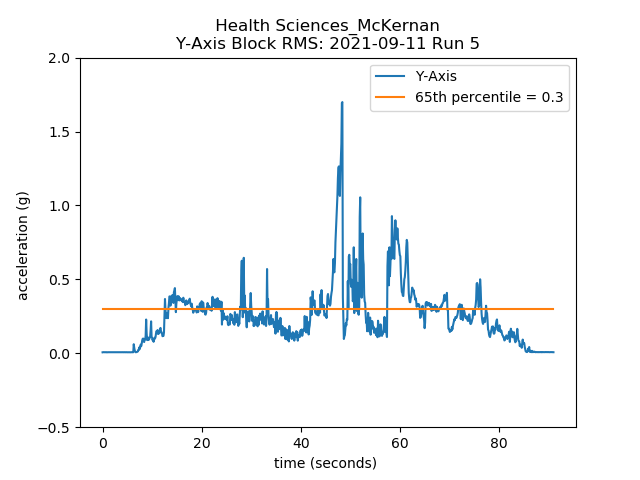 Health Sciences_McKernan
Y-Axis Block RMS: 2021-09-11 Run 5
Y-Axis
65th percentile = 0.3
2.0
1.5
1.0
0.5
0.0
−0.5
acceleration (g)
0 20 40 60 80
time (seconds)